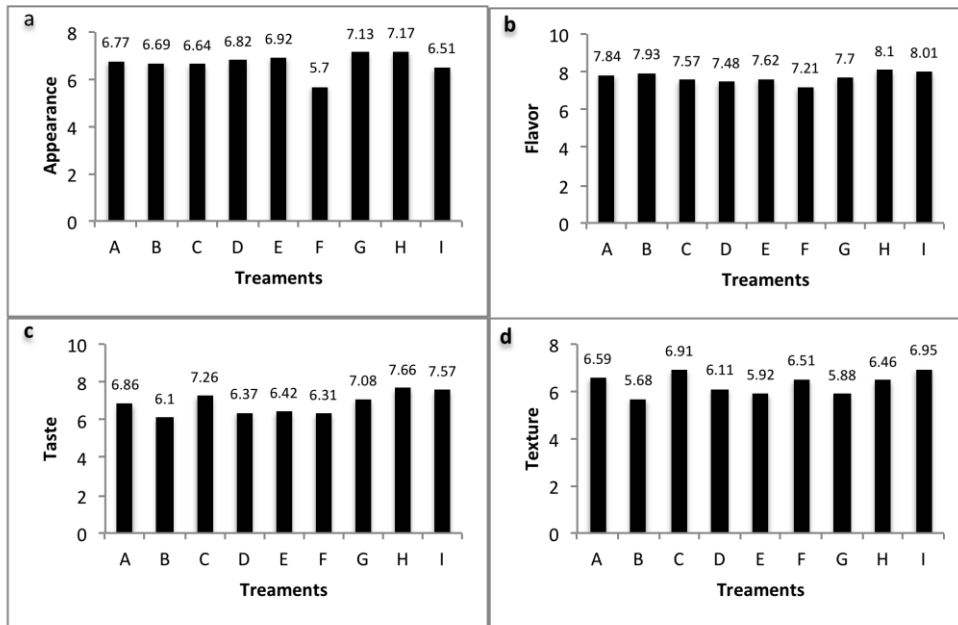 a
Appearance
8
6
4
2
0
6.77 6.69 6.64 6.82 6.92 5.7 7.13 7.17 6.51
A B C D E F G H I
Treaments
b
Flavor
10
8
6
4
2
0
7.84 7.93 7.57 7.48 7.62 7.21 7.7 8.1 8.01
A B C D E F G H I
Treaments
c
Taste
10
8
6
4
2
0
6.86 6.1 7.26 6.37 6.42 6.31 7.08 7.66 7.57
A B C D E F G H I
Treaments
d
Texture
8
6
4
2
0
6.59 5.68 6.91 6.11 5.92 6.51 5.88 6.46 6.95
A B C D E F G H I
Treaments